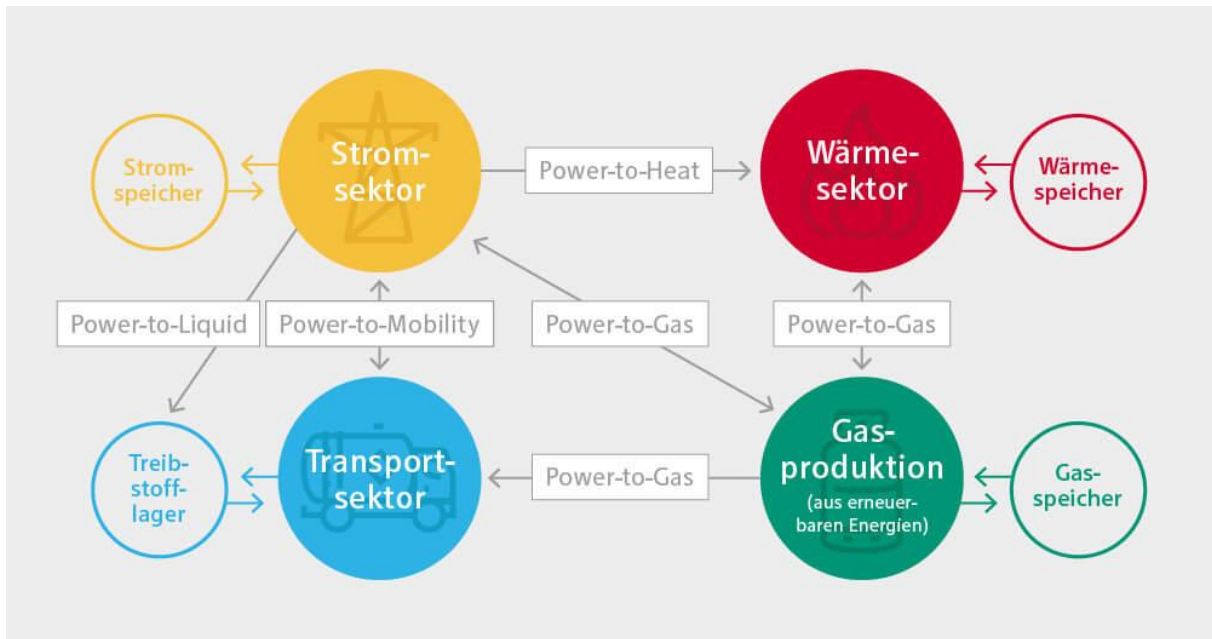 Strom-
speicher
Strom-
sektor
Power-to-Heat
Wärme-
sektor
Wärme-
speicher
Power-to-Liquid
Power-to-Mobility
Power-to-Gas
Power-to-Gas
Treib-
stoff-
lager
Transport-
sektor
Power-to-Gas
Gas-
produktion
(aus erneuer-
baren Energien)
Gas-
speicher